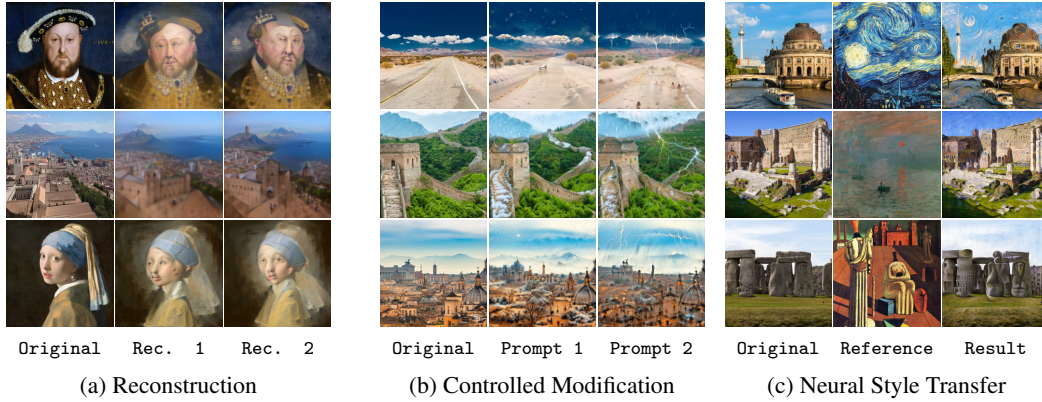 Original Rec. 1 Rec. 2 Original Prompt 1 Prompt 2 Original Reference Result
(a) Reconstruction (b) Controlled Modification (c) Neural Style Transfer